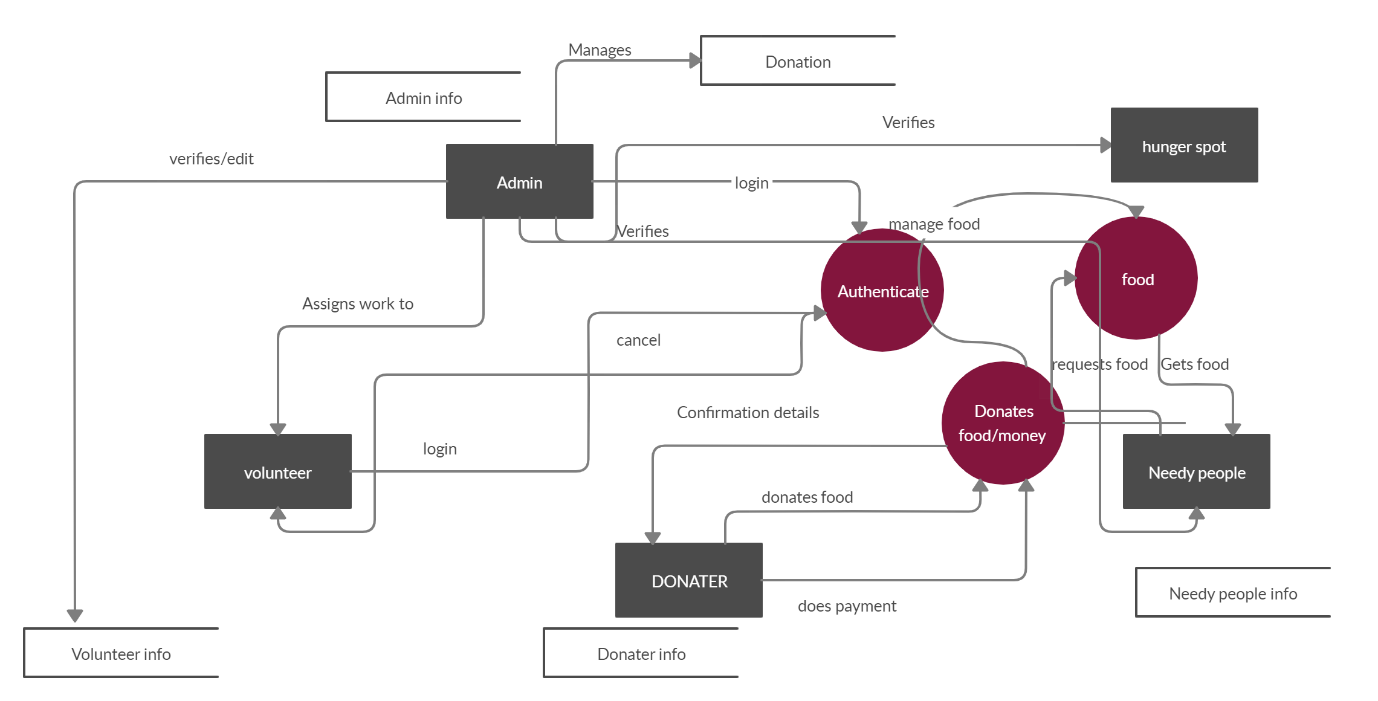 Manages
Donation
Admin info
Verifies
hunger spot
verifies/edit
Admin
login
manage food
Verifies
food
Authenticate
Assigns work to
cancel
requests food
Gets food
Confirmation details
Donates
food/money
login
volunteer
Needy people
donates food
DONATER
does payment
Needy people info
Volunteer info
Donater info